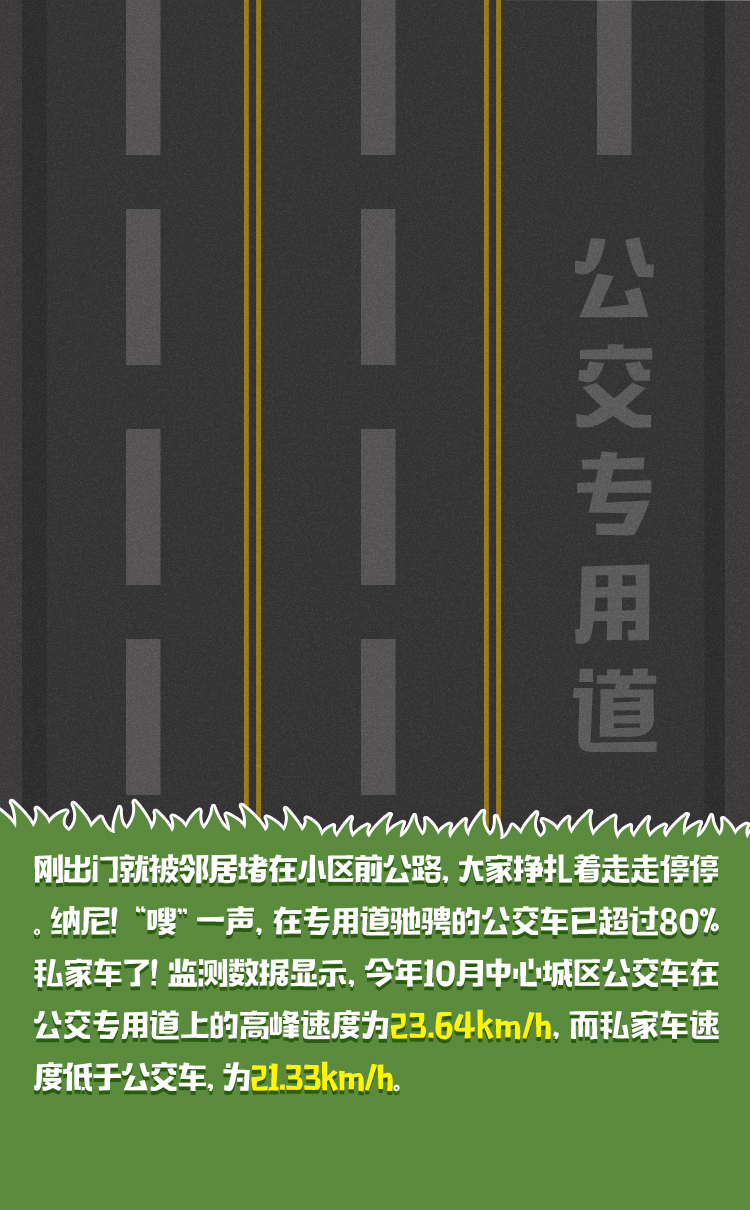 公交专用道
刚出门就被邻居堵在小区前公路,大家挣扎着走走停停
。纳尼!“嗖”一声,在专用道驰骋的公交车已超过80%
私家车了!监测数据显示,今年10月中心城区公交车在
公交专用道上的高峰速度为23.64km/h,而私家车速
度低于公交车,为21.33km/h。